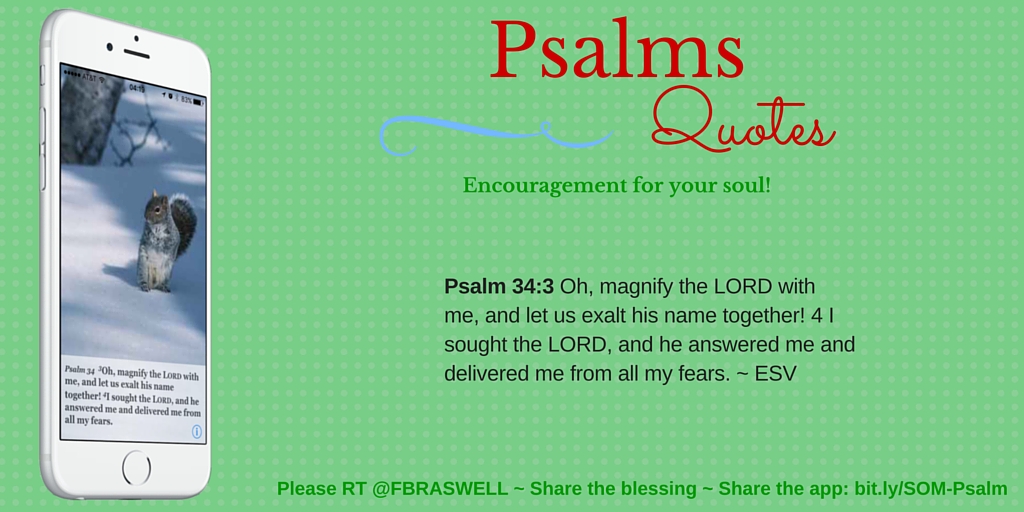 AT&T
04:15
83%
Psalm 34 ³Oh, magnify the LORD with
me, and let us exalt his name
together! ⁴I sought the LORD, and he
answered me and delivered me from
all my fears.
Psalms
Quotes
Encouragement for your soul!
Psalm 34:3 Oh, magnify the LORD with
me, and let us exalt his name together! 4 I
sought the LORD, and he answered me and
delivered me from all my fears. ~ ESV
Please RT @FBRASWELL ~ Share the blessing ~ Share the app: bit.ly/SOM-Psalm